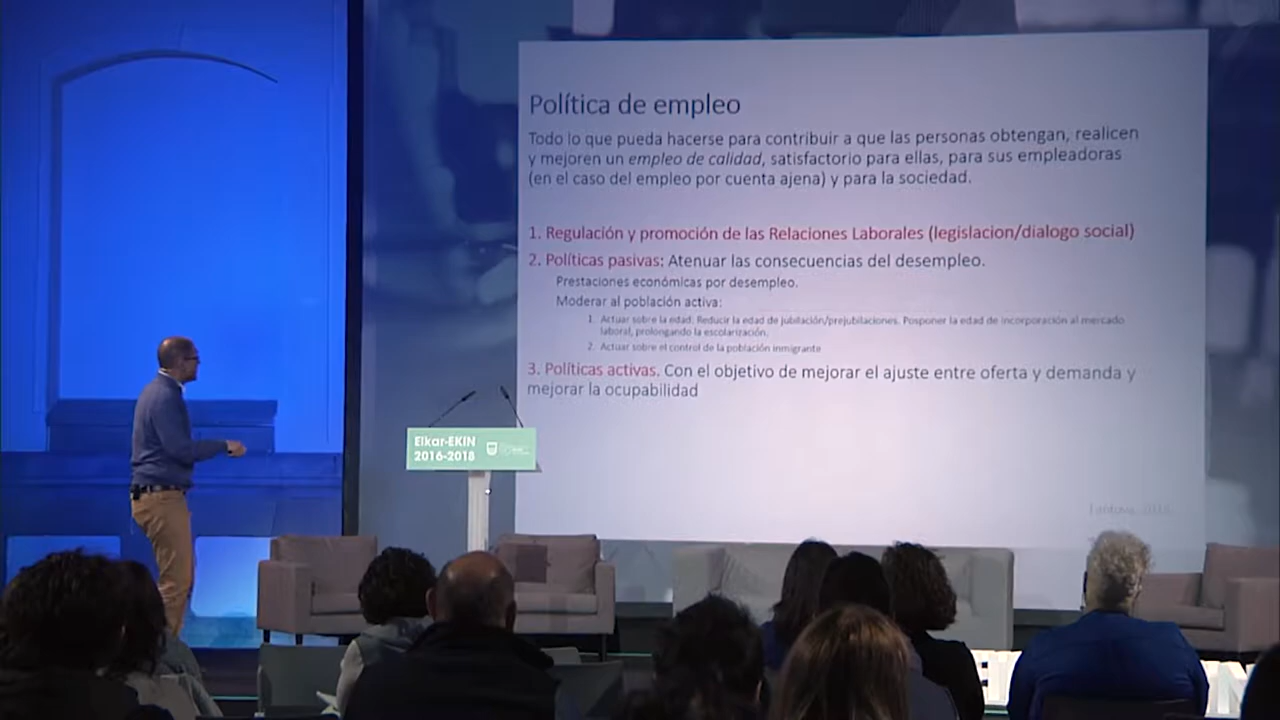 Política de empleo
Todo lo que pueda hacerse para contribuir a que las personas obtengan, realicen
y mejoren un empleo de calidad, satisfactorio para ellas, para sus empleadoras
(en el caso del empleo por cuenta ajena) y para la sociedad.
1. Regulación y promoción de las Relaciones Laborales (legislacion/dialogo social)
2. Políticas pasivas: Atenuar las consecuencias del desempleo.
Prestaciones económicas por desempleo.
Moderar al población activa:
1. Actuar sobre la edad: Reducir la edad de jubilación/prejubilaciones. Posponer la edad de incorporación al mercado
laboral, prolongando la escolarización.
2. Actuar sobre el control de la población inmigrante
3. Políticas activas. Con el objetivo de mejorar el ajuste entre oferta y demanda y
mejorar la ocupabilidad
Elkar-EKIN
2016-2018